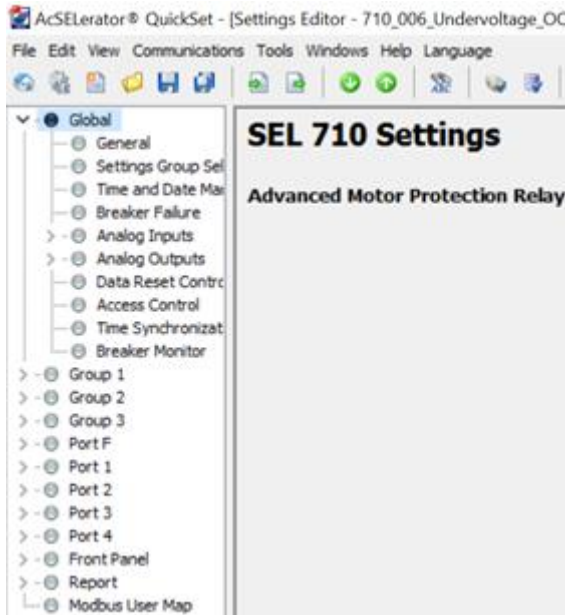 AcSELerator® QuickSet - [Settings Editor - 710_006_Undervoltage_OC
File Edit View Communications Tools Windows Help Language
Global
General
Settings Group Sel
Time and Date Mar
Breaker Failure
Analog Inputs
Analog Outputs
Data Reset Contro
Access Control
Time Synchronizat
Breaker Monitor
Group 1
Group 2
Group 3
Port F
Port 1
Port 2
Port 3
Port 4
Front Panel
Report
Modbus User Map
SEL 710 Settings
Advanced Motor Protection Relay